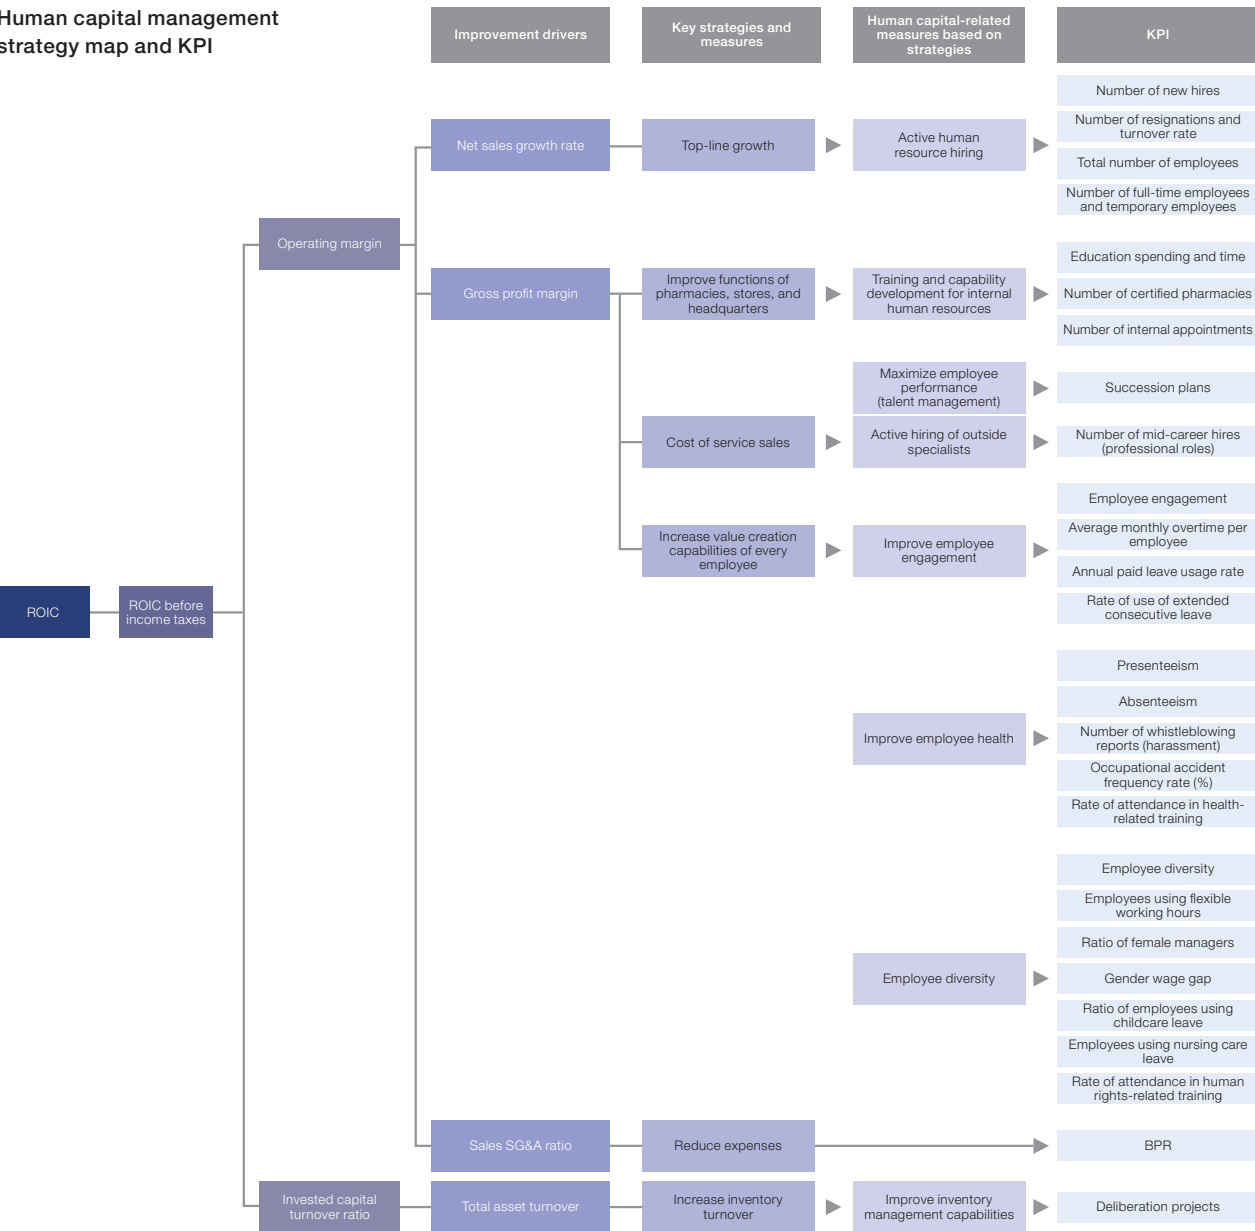 Human capital management
strategy map and KPI
Improvement drivers
Key strategies and
measures
Human capital-related
measures based on
strategies
KPI
Number of new hires
Net sales growth rate
Top-line growth
Active human
resource hiring
Number of resignations and
turnover rate
Total number of employees
Number of full-time employees
and temporary employees
Operating margin
Education spending and time
Gross profit margin
Improve functions of
pharmacies, stores, and
headquarters
Training and capability
development for internal
human resources
Number of certified pharmacies
Number of internal appointments
Maximize employee
performance
(talent management)
Succession plans
Cost of service sales
Active hiring of outside
specialists
Number of mid-career hires
(professional roles)
Employee engagement
Increase value creation
capabilities of every
employee
Improve employee
engagement
Average monthly overtime per
employee
Annual paid leave usage rate
Rate of use of extended
consecutive leave
ROIC
ROIC before
income taxes
Presenteeism
Absenteeism
Improve employee health
Number of whistleblowing
reports (harassment)
Occupational accident
frequency rate (%)
Rate of attendance in health-
related training
Employee diversity
Employees using flexible
working hours
Ratio of female managers
Employee diversity
Gender wage gap
Ratio of employees using
childcare leave
Employees using nursing care
leave
Rate of attendance in human
rights-related training
Sales SG&A ratio
Reduce expenses
BPR
Invested capital
turnover ratio
Total asset turnover
Increase inventory
turnover
Improve inventory
management capabilities
Deliberation projects